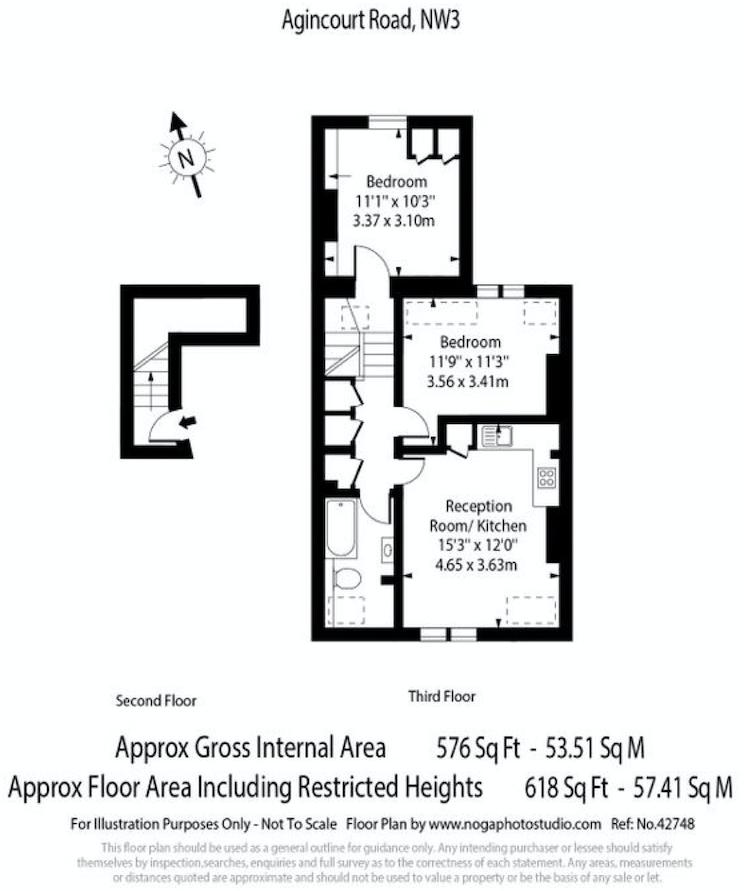 Agincourt Road, NW3
N
Bedroom
11'1" x 10'3"
3.37 x 3.10m
Bedroom
11'9" x 11'3"
3.56 x 3.41m
Reception
Room/ Kitchen
15'3" x 12'0"
4.65 x 3.63m
Second Floor
Third Floor
Approx Gross Internal Area 576 Sq Ft - 53.51 Sq M
Approx Floor Area Including Restricted Heights 618 Sq Ft - 57.41 Sq M
For Illustration Purposes Only - Not To Scale Floor Plan by www.nogaphotostudio.com Ref: No.42748
This floor plan should be used as a general outline for guidance only. Any intending purchaser or lessee should satisfy
themselves by inspection,searches, enquiries and full survey as to the correctness of each statement. Any areas, measurements
or distances quoted are approximate and should not be used to value a property or be the basis of any sale or let.